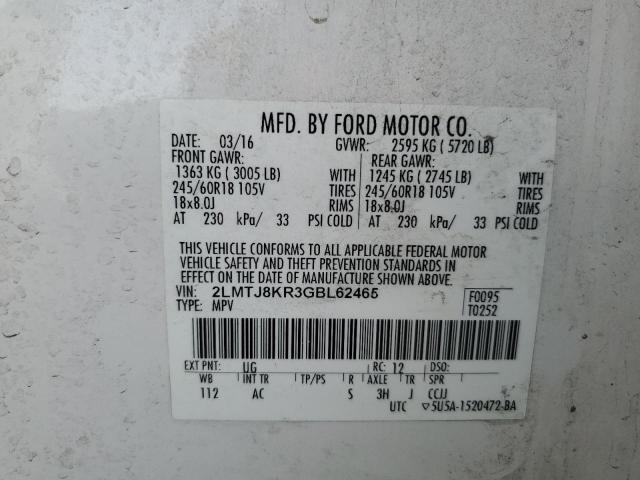 MFD. BY FORD MOTOR CO.
DATE: 03/16 GVWR: 2595 KG ( 5720 LB)
FRONT GAWR: REAR GAWR:
1363 KG ( 3005 LB) WITH 1245 KG ( 2745 LB) WITH
245/60R18 105V TIRES 245/60R18 105V TIRES
18x8.0J RIMS 18x8.0J RIMS
AT 230 kPa/ 33 PSI COLD AT 230 kPa/ 33 PSI COLD
THIS VEHICLE CONFORMS TO ALL APPLICABLE FEDERAL MOTOR
VEHICLE SAFETY AND THEFT PREVENTION STANDARDS IN
EFFECT ON THE DATE OF MANUFACTURE SHOWN ABOVE.
VIN: 2LMTJ8KR3GBL62465 F0095
TYPE: MPV T0252
EXT PNT: UG RC: 12 DSO:
WB INT TR TP/PS R AXLE TR SPR
112 AC S 3H J CCJJ
UTC ▽5U5A-1520472-BA